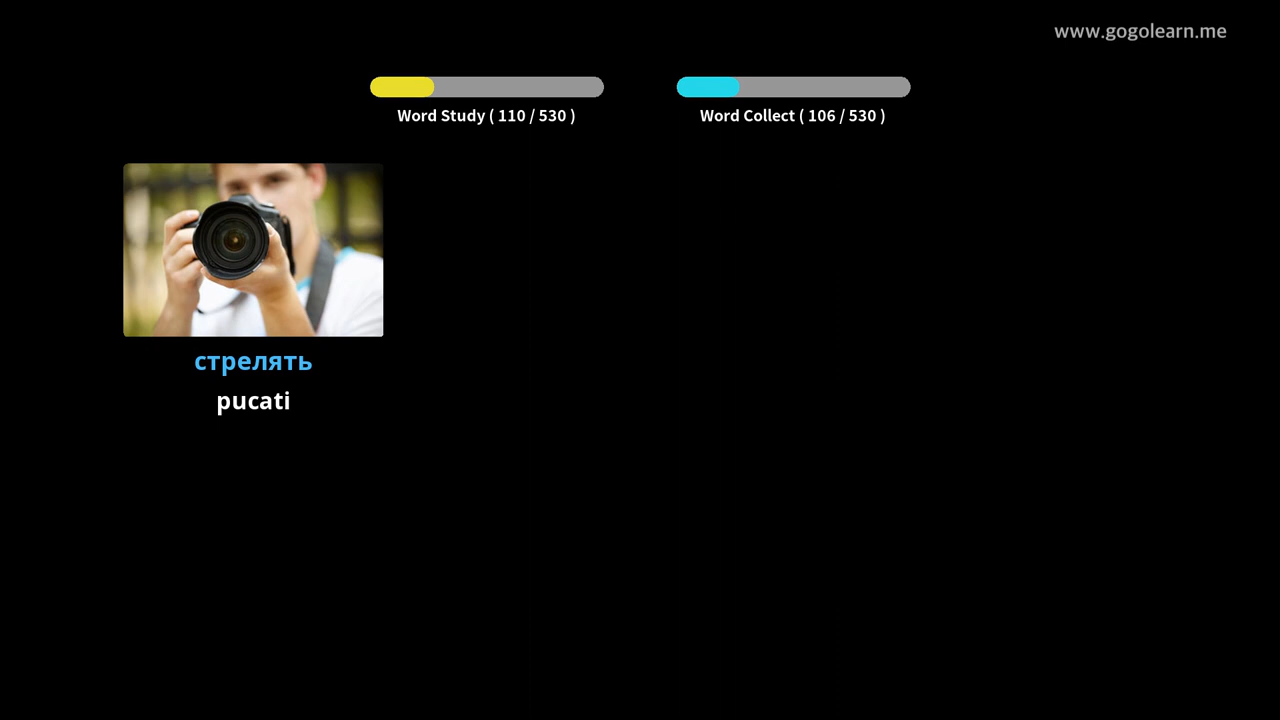 www.gogolearn.me
Word Study ( 110 / 530 )
Word Collect ( 106 / 530 )
стрелять
pucati